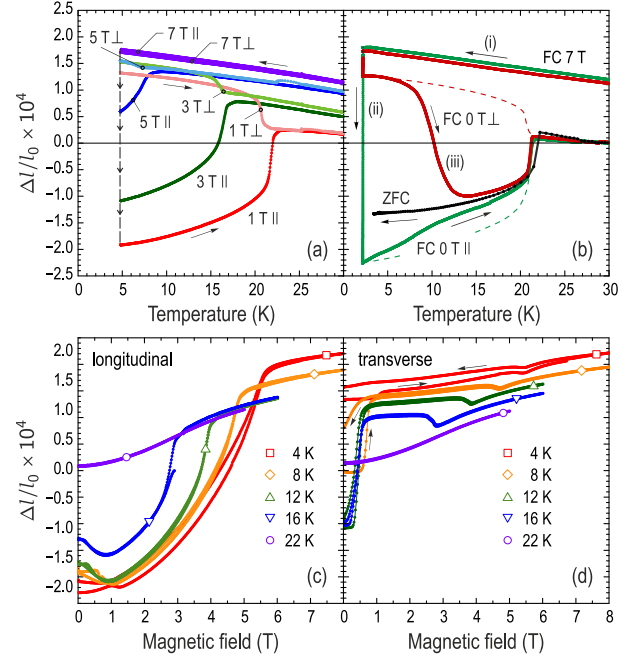 2.5
2.0
1.5
1.0
0.5
0.0
−0.5
−1.0
−1.5
−2.0
−2.5
Δl/l₀ × 10⁴
5 T⊥
7 T ||
7 T⊥
5 T ||
3 T⊥
1 T⊥
3 T ||
1 T ||
(a)
0 5 10 15 20 25
Temperature (K)
(i)
FC 7 T
(ii)
FC 0 T⊥
(iii)
ZFC
FC 0 T ||
(b)
0 5 10 15 20 25 30
Temperature (K)
2.0
1.5
1.0
0.5
0.0
−0.5
−1.0
−1.5
−2.0
Δl/l₀ × 10⁴
longitudinal
4 K
8 K
12 K
16 K
22 K
(c)
0 1 2 3 4 5 6 7
Magnetic field (T)
transverse
4 K
8 K
12 K
16 K
22 K
(d)
0 1 2 3 4 5 6 7 8
Magnetic field (T)